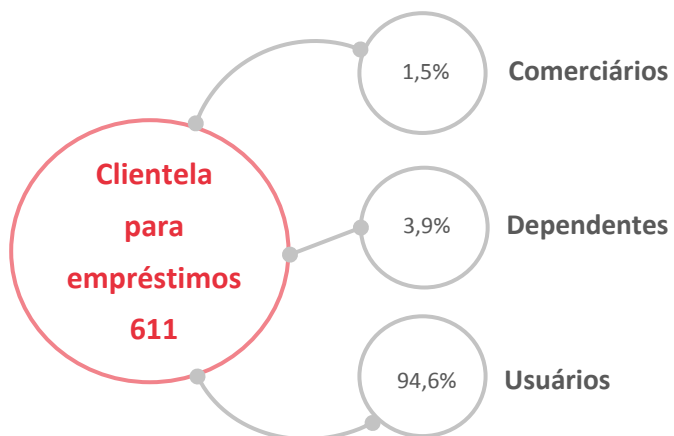 Clientela
para
empréstimos
611
1,5%
Comerciários
3,9%
Dependentes
94,6%
Usuários